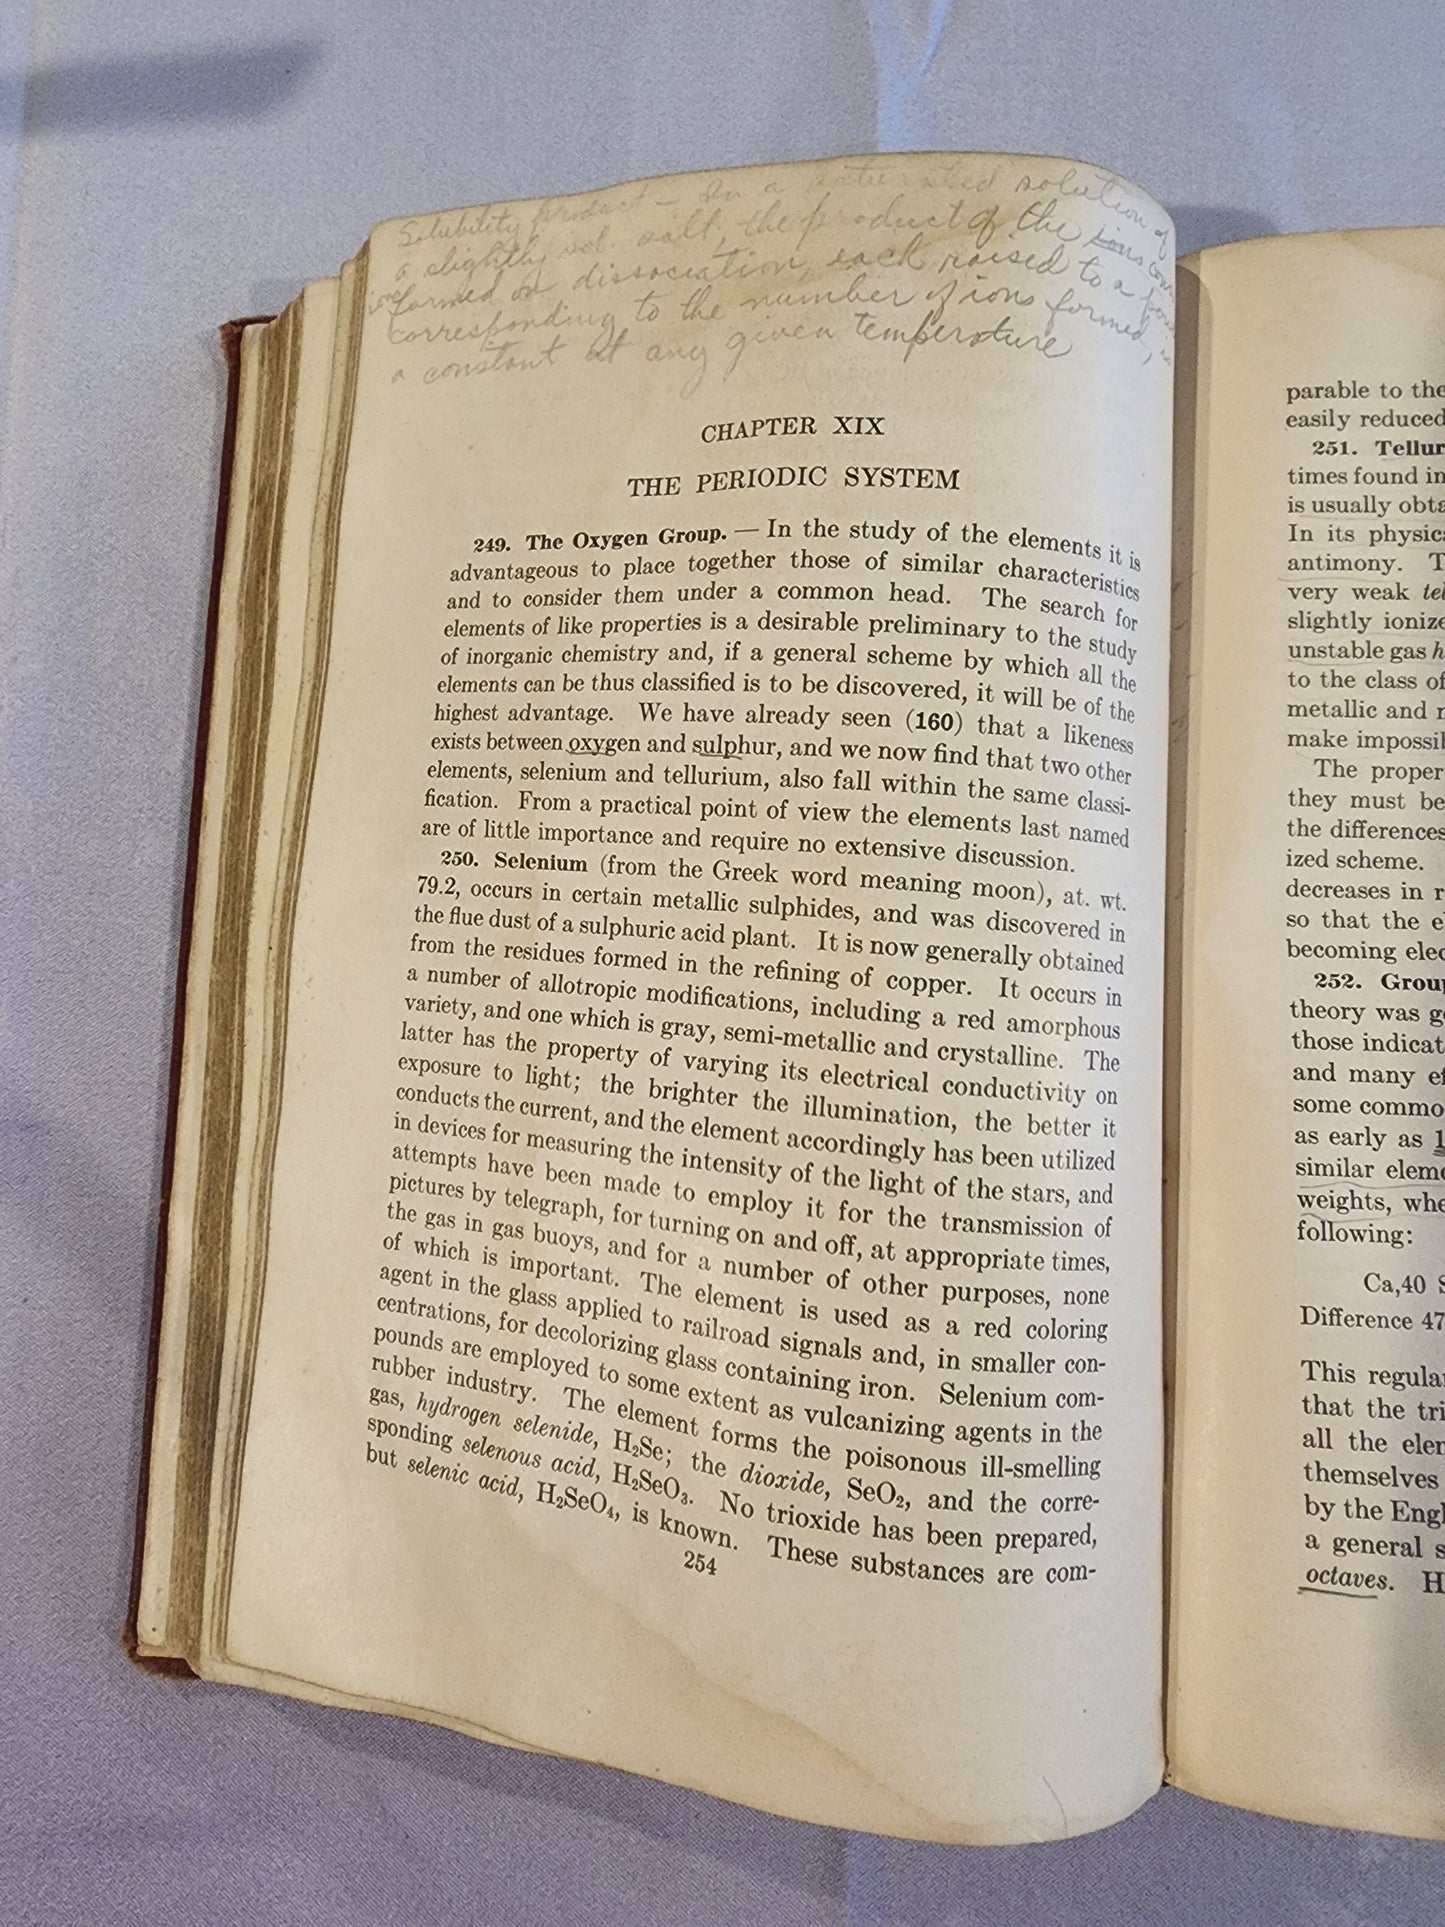 Solubility product – In a saturated solution of
a slightly sol. salt, the product of the ions
formed on dissociation, each raised to a
corresponding to the number of ions formed,
a constant at any given temperature
CHAPTER XIX
THE PERIODIC SYSTEM
249. The Oxygen Group. — In the study of the elements it is
advantageous to place together those of similar characteristics
and to consider them under a common head. The search for
elements of like properties is a desirable preliminary to the study
of inorganic chemistry and, if a general scheme by which all the
elements can be thus classified is to be discovered, it will be of the
highest advantage. We have already seen (160) that a likeness
exists between oxygen and sulphur, and we now find that two other
elements, selenium and tellurium, also fall within the same classi-
fication. From a practical point of view the elements last named
are of little importance and require no extensive discussion.
250. Selenium (from the Greek word meaning moon), at. wt.
79.2, occurs in certain metallic sulphides, and was discovered in
the flue dust of a sulphuric acid plant. It is now generally obtained
from the residues formed in the refining of copper. It occurs in
a number of allotropic modifications, including a red amorphous
variety, and one which is gray, semi-metallic and crystalline. The
latter has the property of varying its electrical conductivity on
exposure to light; the brighter the illumination, the better it
conducts the current, and the element accordingly has been utilized
in devices for measuring the intensity of the light of the stars, and
attempts have been made to employ it for the transmission of
pictures by telegraph, for turning on and off, at appropriate times,
the gas in gas buoys, and for a number of other purposes, none
of which is important. The element is used as a red coloring
agent in the glass applied to railroad signals and, in smaller con-
centrations, for decolorizing glass containing iron. Selenium com-
pounds are employed to some extent as vulcanizing agents in the
rubber industry. The element forms the poisonous ill-smelling
gas, hydrogen selenide, H₂Se; the dioxide, SeO₂, and the corre-
sponding selenous acid, H₂SeO₃. No trioxide has been prepared,
but selenic acid, H₂SeO₄, is known. These substances are com-
254
parable to the
easily reduced
251. Tellur
times found in
is usually obta
In its physica
antimony. T
very weak tel
slightly ionize
unstable gas h
to the class of
metallic and
make impossib
The proper
they must be
the differences
ized scheme.
decreases in r
so that the e
becoming elec
252. Group
theory was g
those indicat
and many ef
some commo
as early as 1
similar eleme
weights, whe
following:
Ca,40 S
Difference 47
This regular
that the tri
all the elem
themselves
by the Engl
a general s
octaves. H